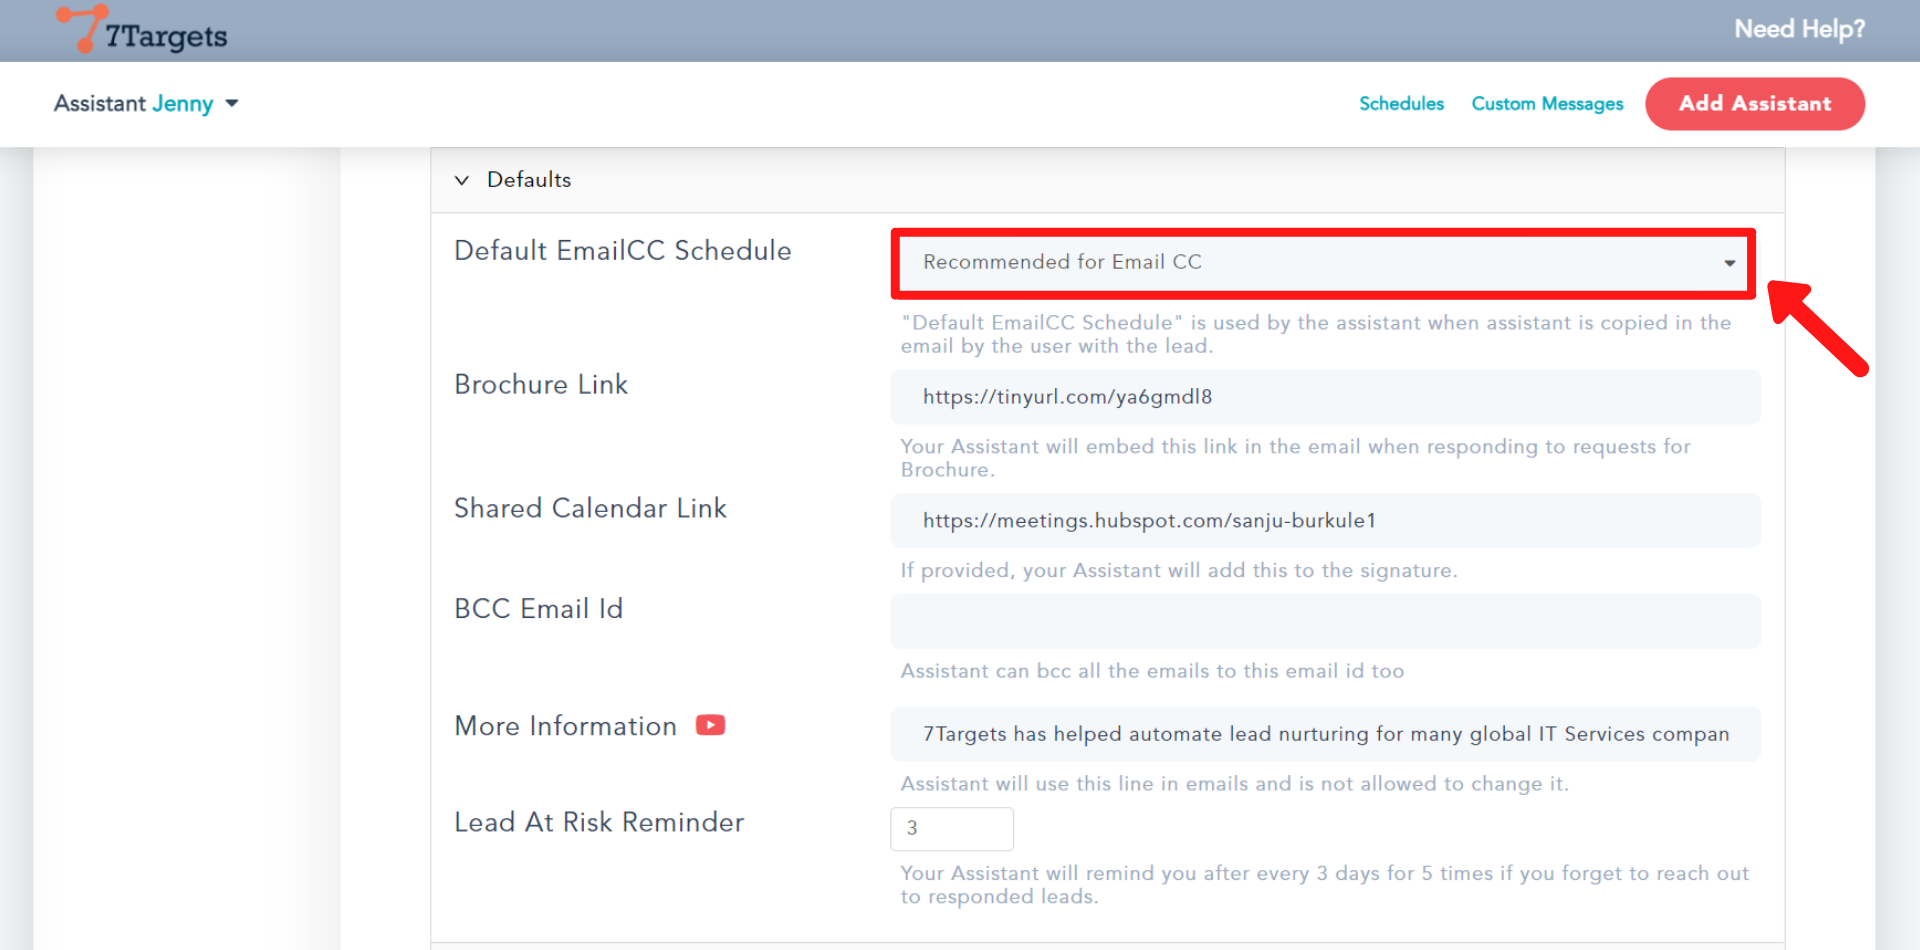 7Targets
Need Help?
Assistant Jenny
Schedules
Custom Messages
Add Assistant
Defaults
Default EmailCC Schedule
Recommended for Email CC
"Default EmailCC Schedule" is used by the assistant when assistant is copied in the
email by the user with the lead.
Brochure Link
https://tinyurl.com/ya6gmdl8
Your Assistant will embed this link in the email when responding to requests for
Brochure.
Shared Calendar Link
https://meetings.hubspot.com/sanju-burkule1
If provided, your Assistant will add this to the signature.
BCC Email Id
Assistant can bcc all the emails to this email id too
More Information
7Targets has helped automate lead nurturing for many global IT Services compan
Assistant will use this line in emails and is not allowed to change it.
Lead At Risk Reminder
3
Your Assistant will remind you after every 3 days for 5 times if you forget to reach out
to responded leads.